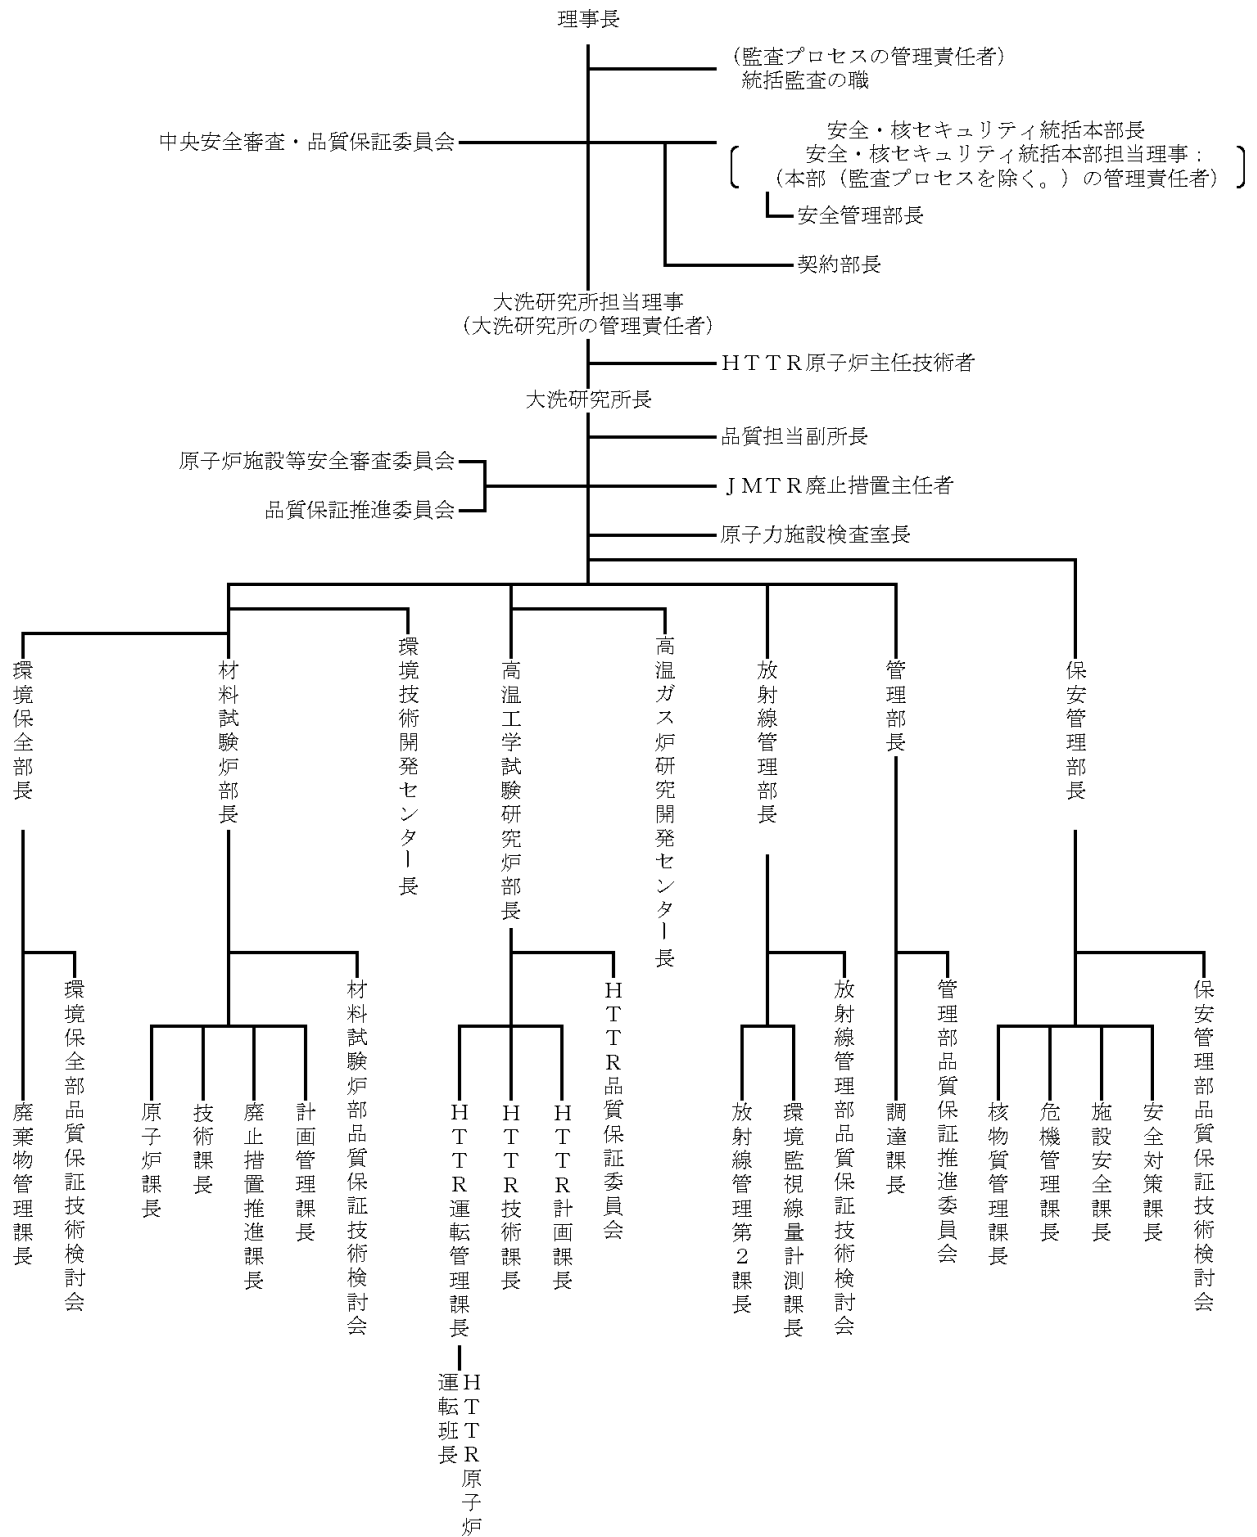 理事長
（監査プロセスの管理責任者）
統括監査の職
中央安全審査・品質保証委員会
安全・核セキュリティ統括本部長
安全・核セキュリティ統括本部担当理事：
（本部（監査プロセスを除く。）の管理責任者）
安全管理部長
契約部長
大洗研究所担当理事
（大洗研究所の管理責任者）
ＨＴＴＲ原子炉主任技術者
大洗研究所長
品質担当副所長
原子炉施設等安全審査委員会
ＪＭＴＲ廃止措置主任者
品質保証推進委員会
原子力施設検査室長
環境保全部長
材料試験炉部長
環境技術開発センター長
高温工学試験研究炉部長
高温ガス炉研究開発センター長
放射線管理部長
管理部長
保安管理部長
廃棄物管理課長
環境保全部品質保証技術検討会
原子炉課長
技術課長
廃止措置推進課長
計画管理課長
材料試験炉部品質保証技術検討会
ＨＴＴＲ運転管理課長
ＨＴＴＲ技術課長
ＨＴＴＲ計画課長
ＨＴＴＲ品質保証委員会
放射線管理第２課長
環境監視線量計測課長
放射線管理部品質保証技術検討会
調達課長
管理部品質保証推進委員会
核物質管理課長
危機管理課長
施設安全課長
安全対策課長
保安管理部品質保証技術検討会
ＨＴＴＲ原子炉
運転班長